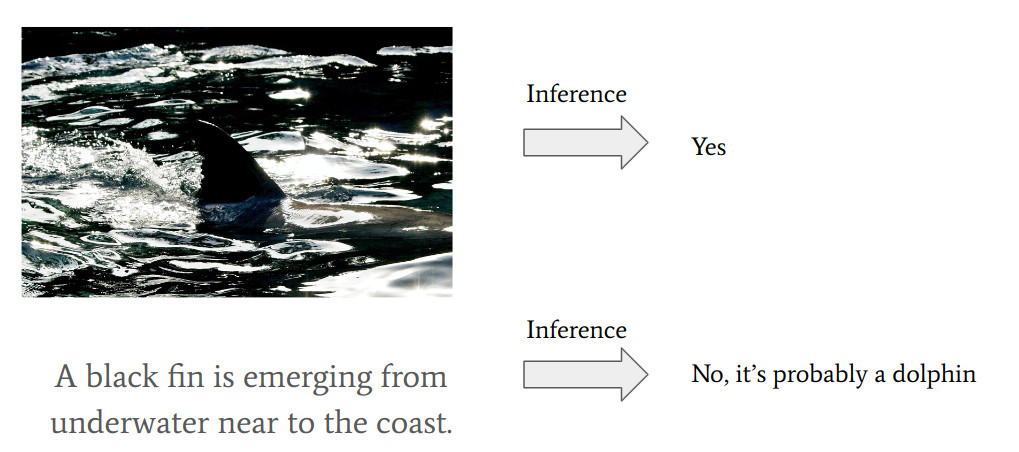 Inference
Yes
Inference
No, it’s probably a dolphin
A black fin is emerging from
underwater near to the coast.